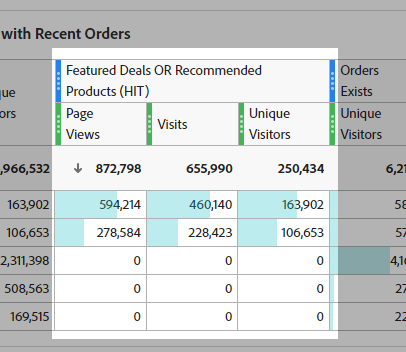 with Recent Orders
Featured Deals OR Recommended Products (HIT)
Orders Exists
Page Views
Visits
Unique Visitors
Unique Visitors
,966,532 ↓ 872,798 655,990 250,434 6,21
163,902 594,214 460,140 163,902 58
106,653 278,584 228,423 106,653 57
2,311,398 0 0 0 4,16
508,563 0 0 0 27
169,515 0 0 0 22